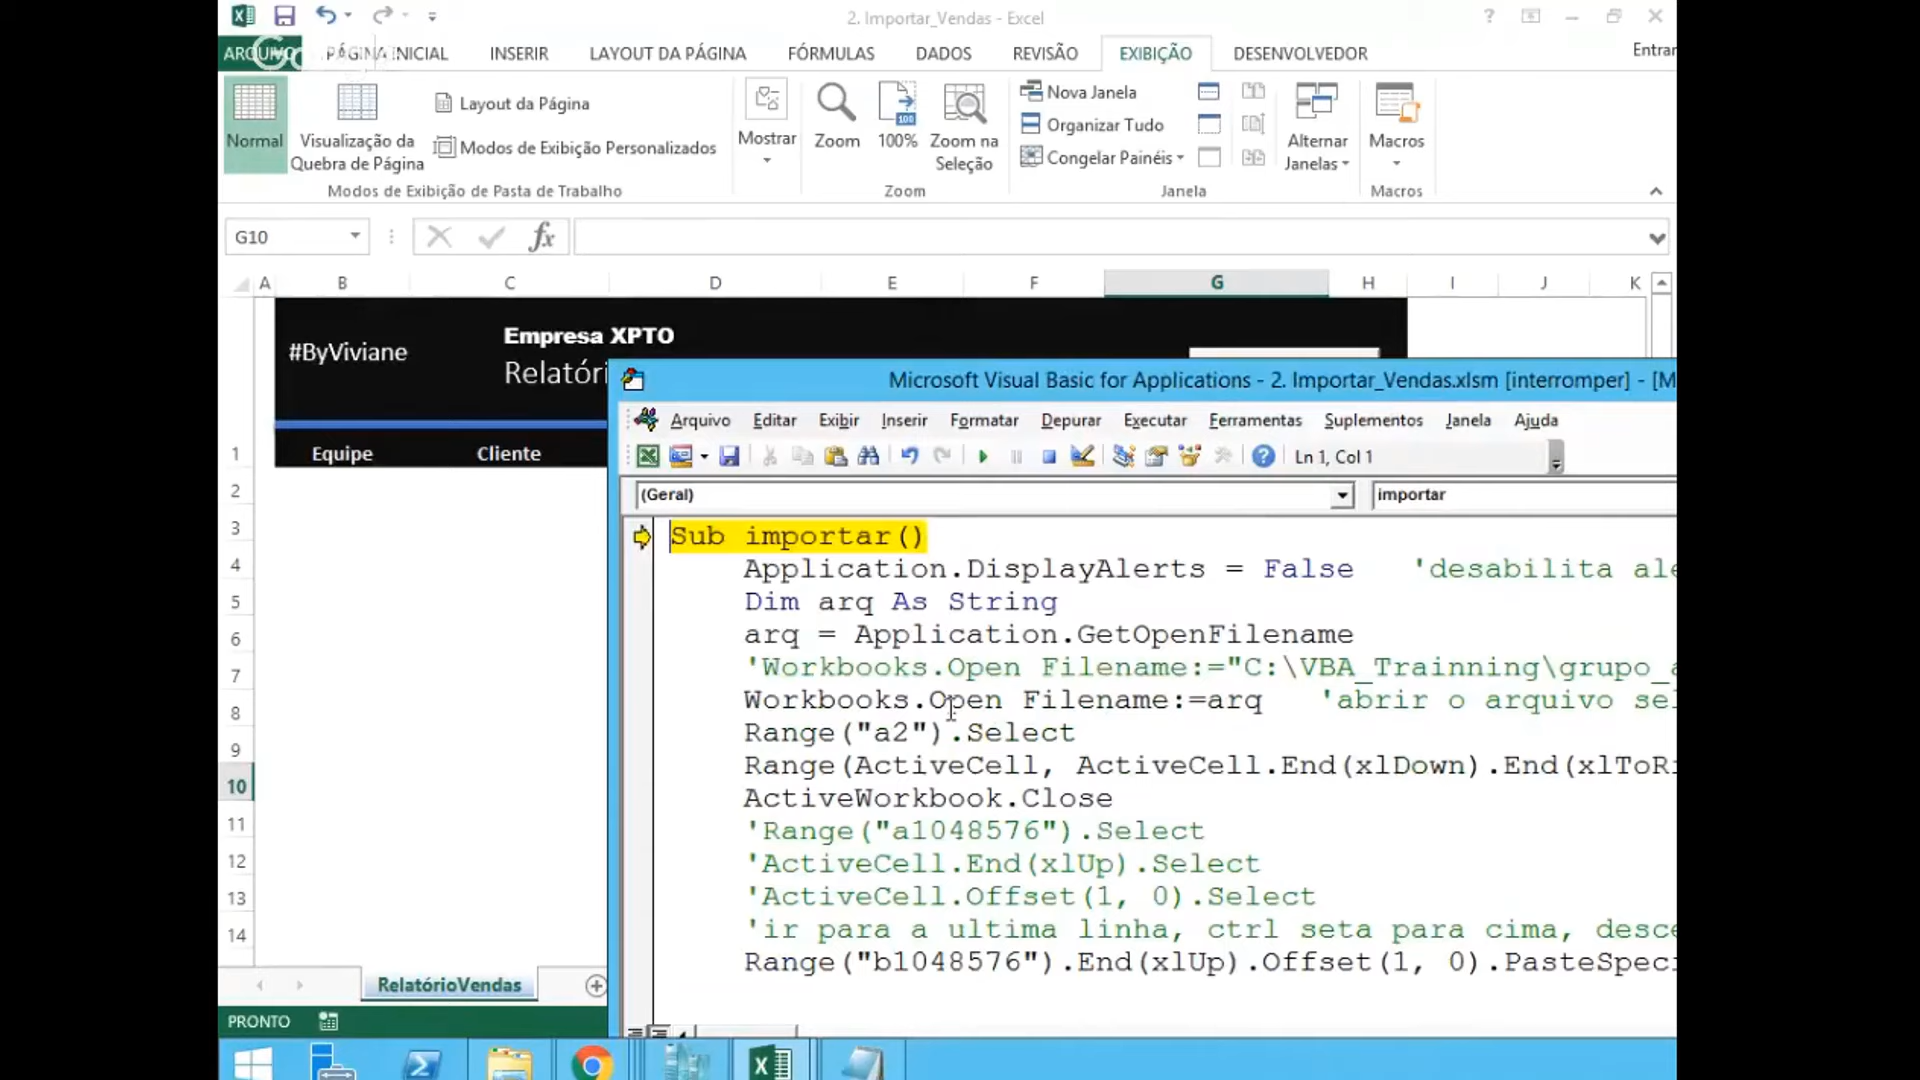 2. Importar_Vendas - Excel
ARQUIVO PÁGINA INICIAL INSERIR LAYOUT DA PÁGINA FÓRMULAS DADOS REVISÃO EXIBIÇÃO DESENVOLVEDOR Entrar
Normal
Visualização da
Quebra de Página
Layout da Página
Modos de Exibição Personalizados
Modos de Exibição de Pasta de Trabalho
Mostrar
Zoom
100%
Zoom na
Seleção
Zoom
Nova Janela
Organizar Tudo
Congelar Painéis
Janela
Alternar
Janelas
Macros
Macros
G10
fx
A B C D E F G H I J K
#ByViviane
Empresa XPTO
Relatóri
1 Equipe Cliente
2
3
4
5
6
7
8
9
10
11
12
13
14
Microsoft Visual Basic for Applications - 2. Importar_Vendas.xlsm [interromper] - [M
Arquivo Editar Exibir Inserir Formatar Depurar Executar Ferramentas Suplementos Janela Ajuda
Ln 1, Col 1
(Geral) importar
Sub importar()
Application.DisplayAlerts = False 'desabilita ale
Dim arq As String
arq = Application.GetOpenFilename
'Workbooks.Open Filename:="C:\VBA_Trainning\grupo_a
Workbooks.Open Filename:=arq 'abrir o arquivo sel
Range("a2").Select
Range(ActiveCell, ActiveCell.End(xlDown).End(xlToRi
ActiveWorkbook.Close
'Range("a1048576").Select
'ActiveCell.End(xlUp).Select
'ActiveCell.Offset(1, 0).Select
'ir para a ultima linha, ctrl seta para cima, desce
Range("b1048576").End(xlUp).Offset(1, 0).PasteSpeci
RelatórioVendas
PRONTO